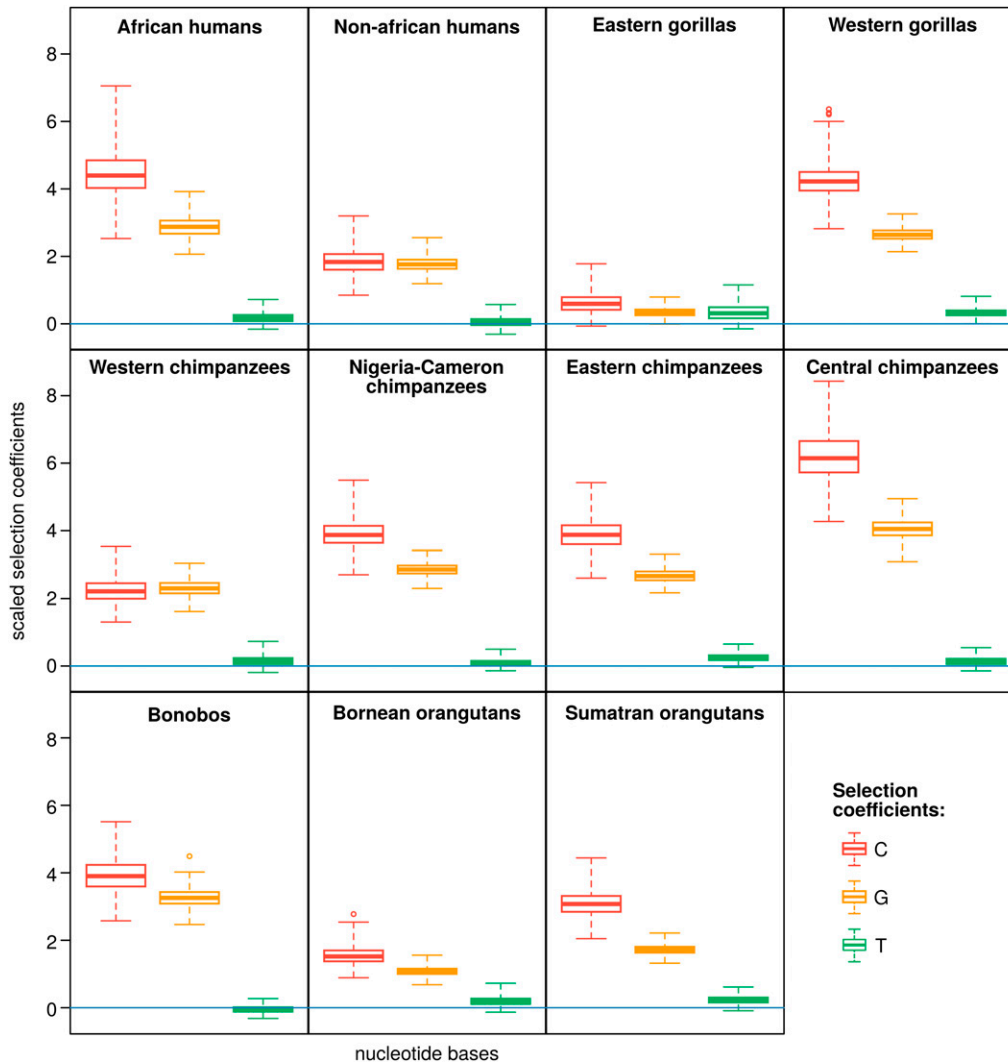 African humans
Non-african humans
Eastern gorillas
Western gorillas
8
6
4
2
0
Western chimpanzees
Nigeria-Cameron
chimpanzees
Eastern chimpanzees
Central chimpanzees
8
6
4
2
0
scaled selection coefficients
Bonobos
Bornean orangutans
Sumatran orangutans
8
6
4
2
0
Selection
coefficients:
C
G
T
nucleotide bases